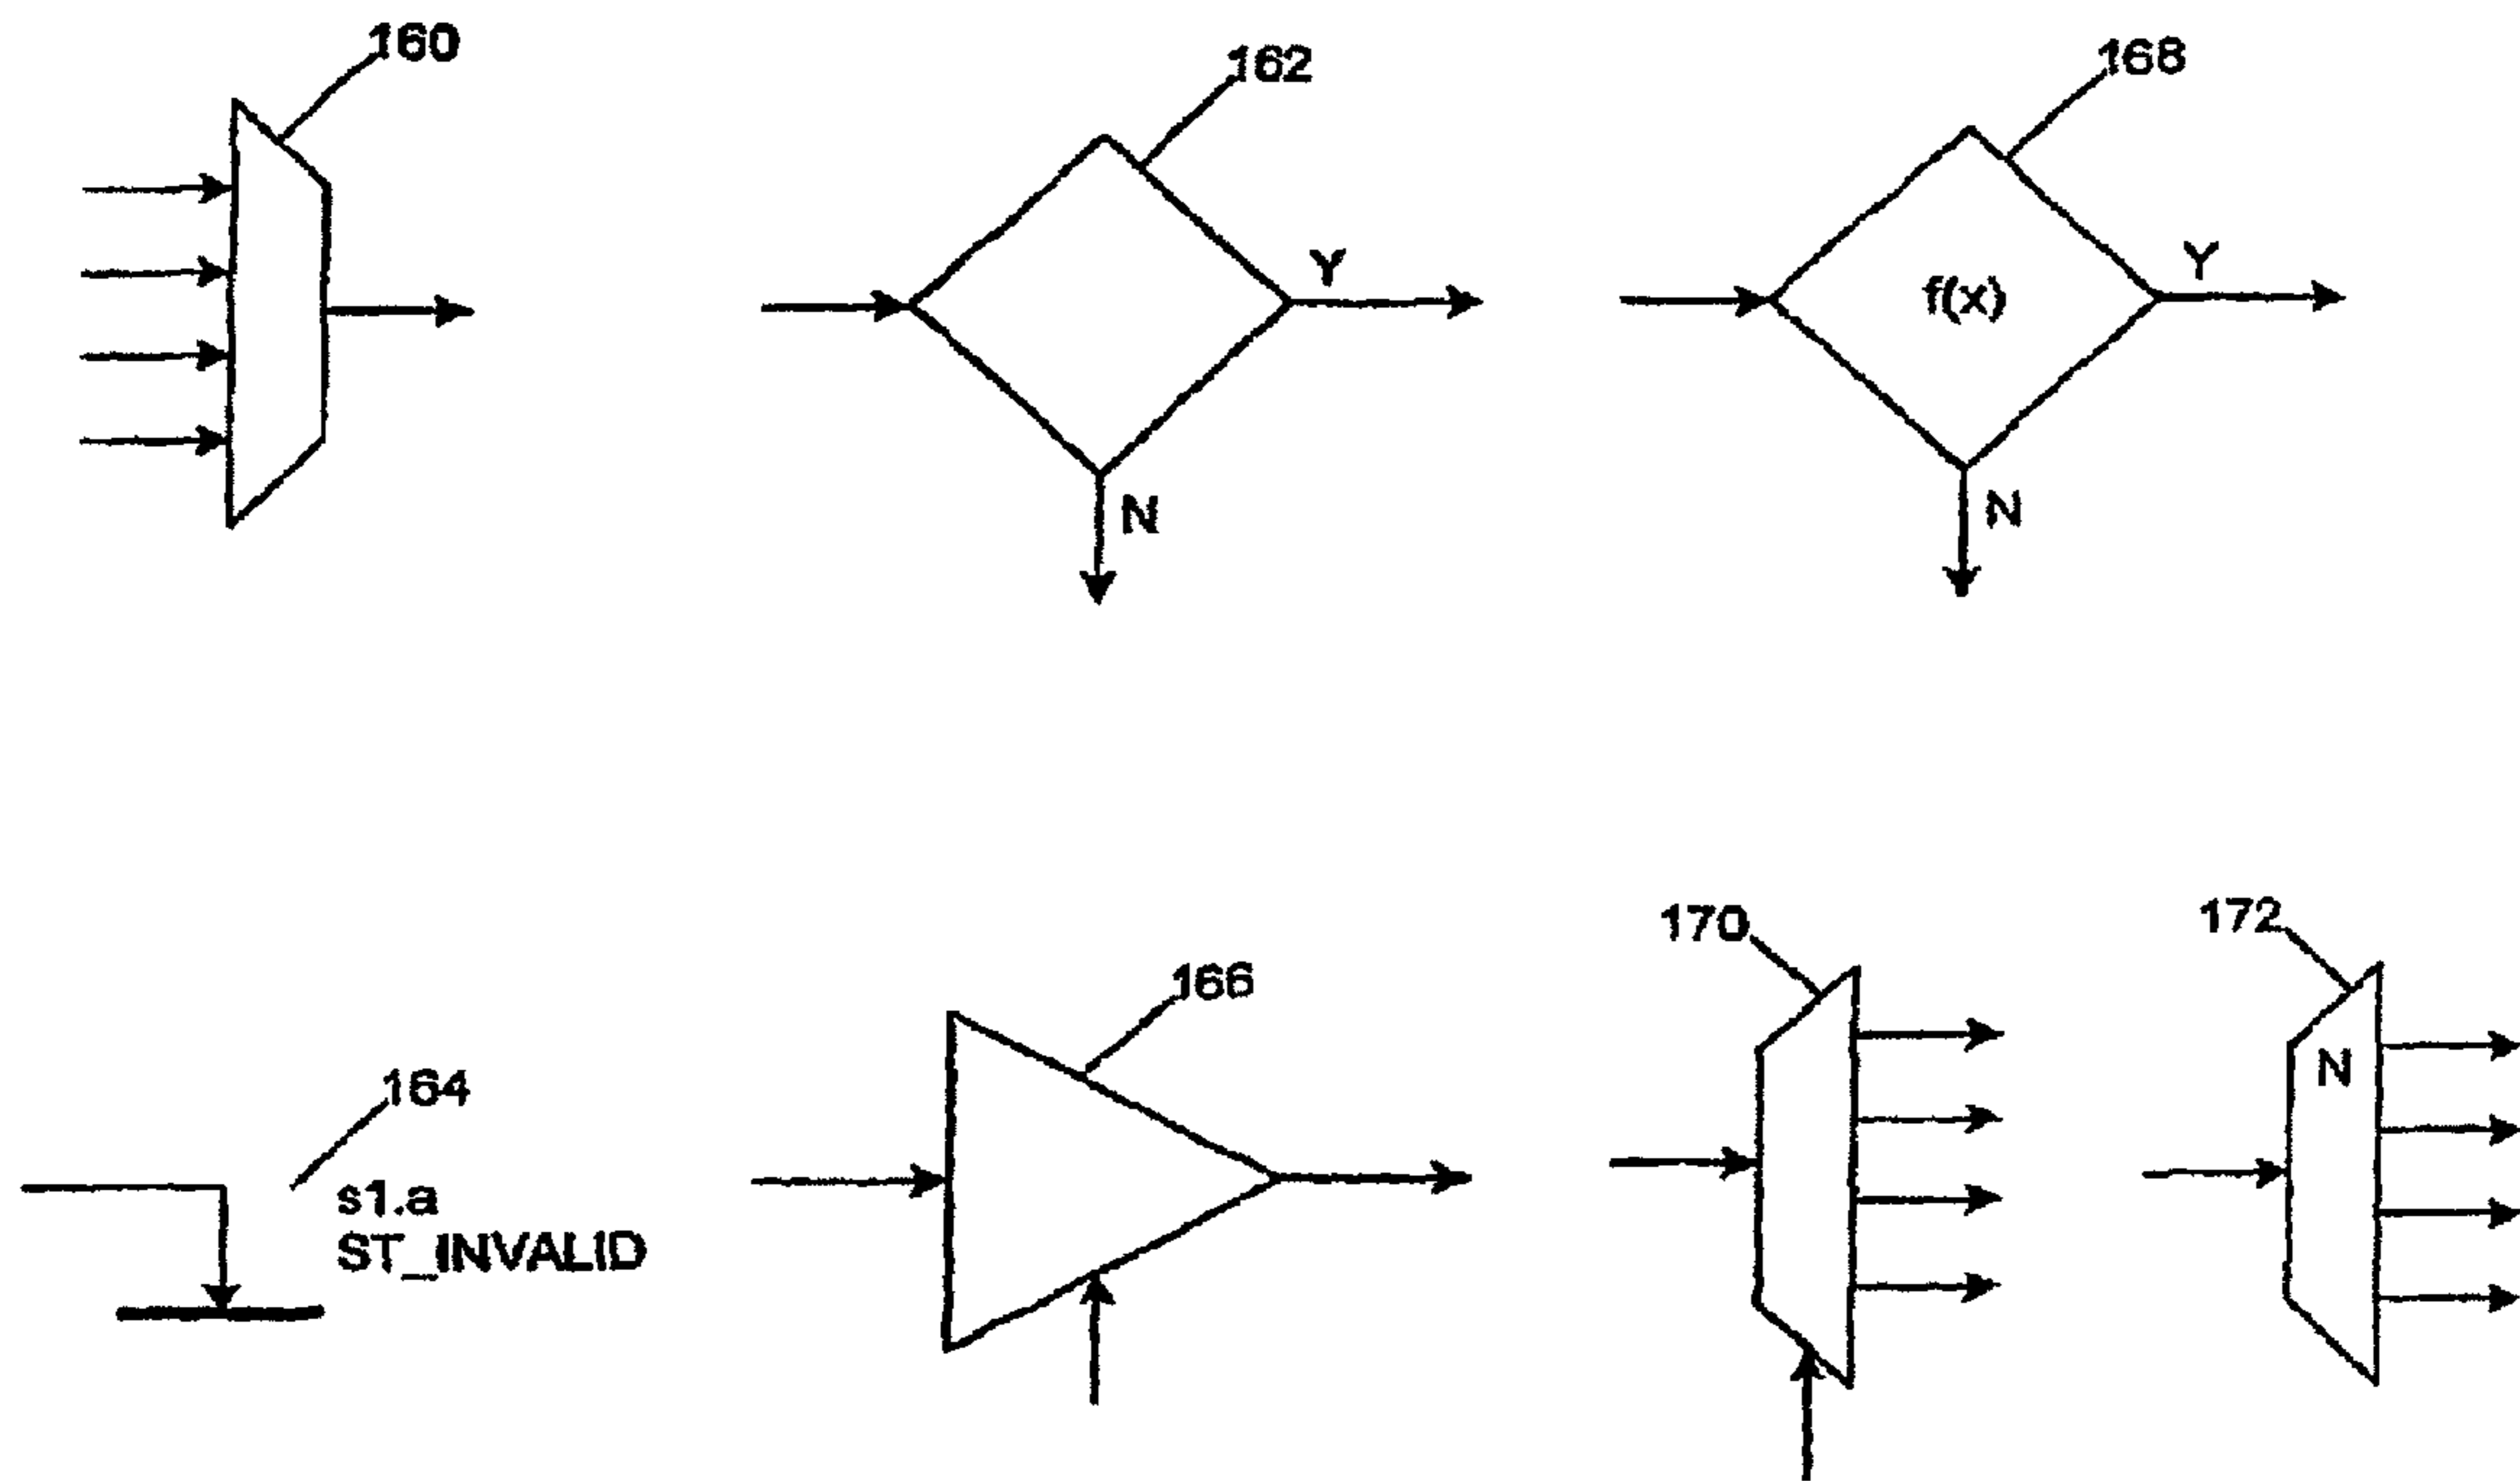 160
162
168
Y
Y
f(x)
N
N
170
172
166
N
164
s1.a
ST_INVALID